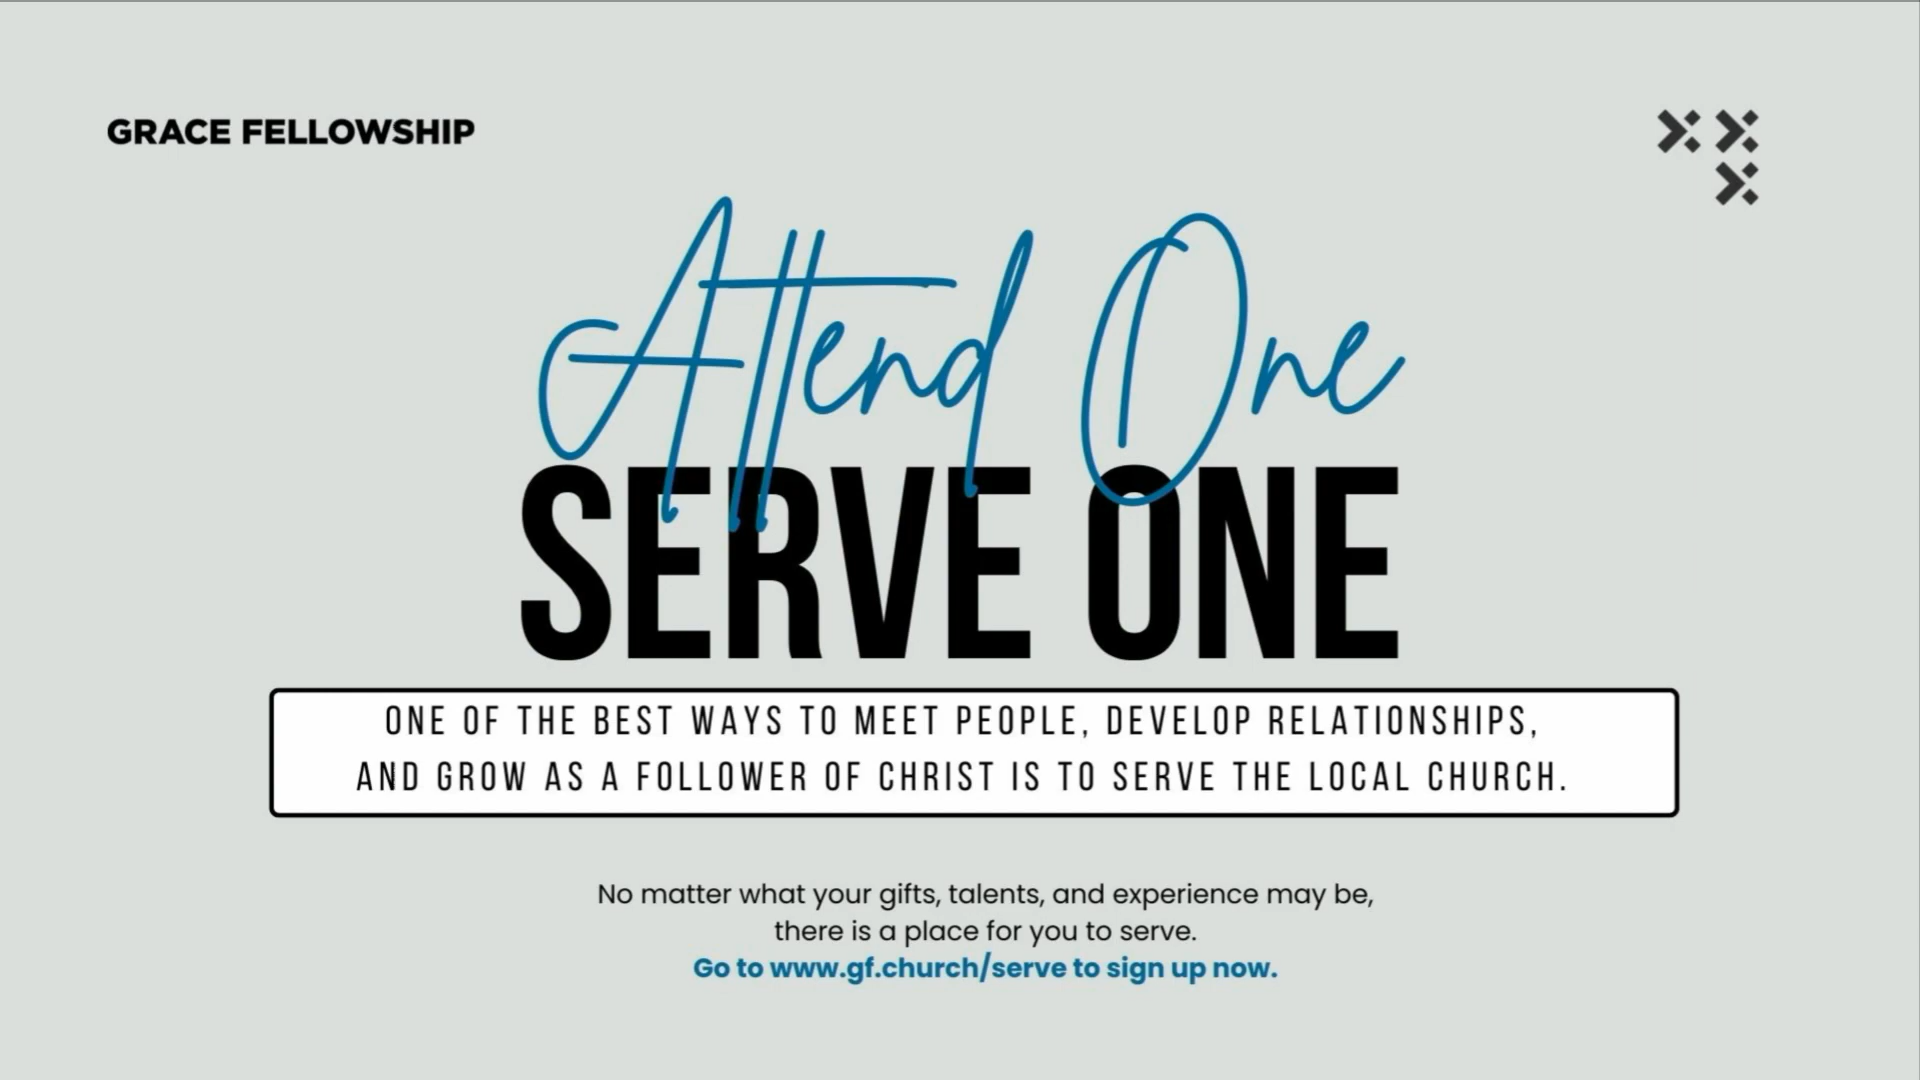 GRACE FELLOWSHIP
Attend One
SERVE ONE
ONE OF THE BEST WAYS TO MEET PEOPLE, DEVELOP RELATIONSHIPS,
AND GROW AS A FOLLOWER OF CHRIST IS TO SERVE THE LOCAL CHURCH.
No matter what your gifts, talents, and experience may be,
there is a place for you to serve.
Go to www.gf.church/serve to sign up now.